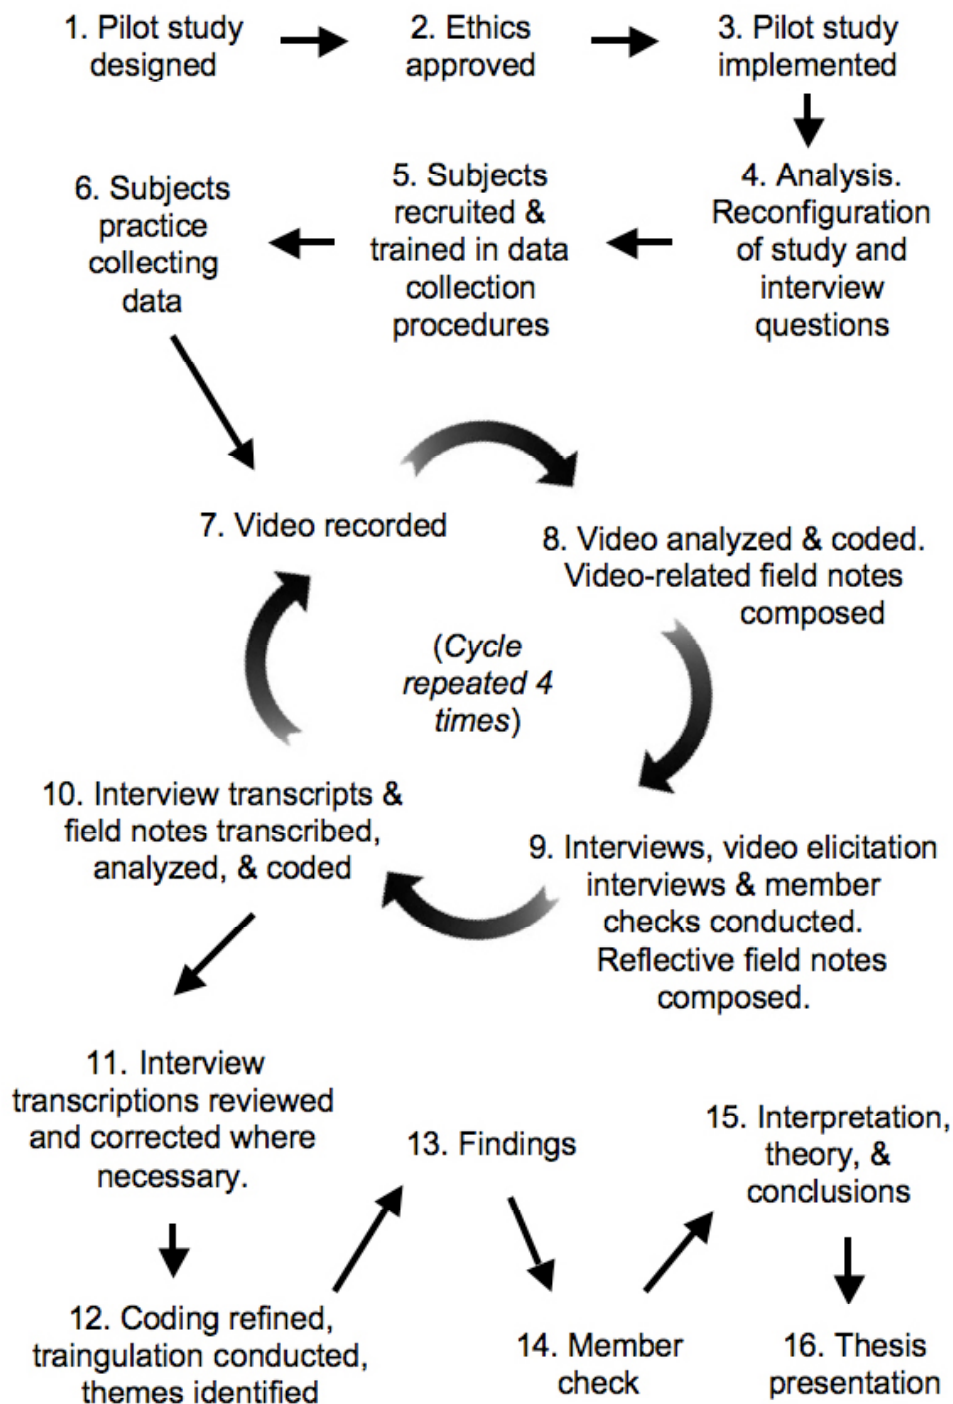 1. Pilot study
designed
2. Ethics
approved
3. Pilot study
implemented
4. Analysis.
Reconfiguration
of study and
interview
questions
5. Subjects
recruited &
trained in data
collection
procedures
6. Subjects
practice
collecting
data
7. Video recorded
8. Video analyzed & coded.
Video-related field notes
composed
(Cycle
repeated 4
times)
9. Interviews, video elicitation
interviews & member
checks conducted.
Reflective field notes
composed.
10. Interview transcripts &
field notes transcribed,
analyzed, & coded
11. Interview
transcriptions reviewed
and corrected where
necessary.
12. Coding refined,
traingulation conducted,
themes identified
13. Findings
14. Member
check
15. Interpretation,
theory, &
conclusions
16. Thesis
presentation